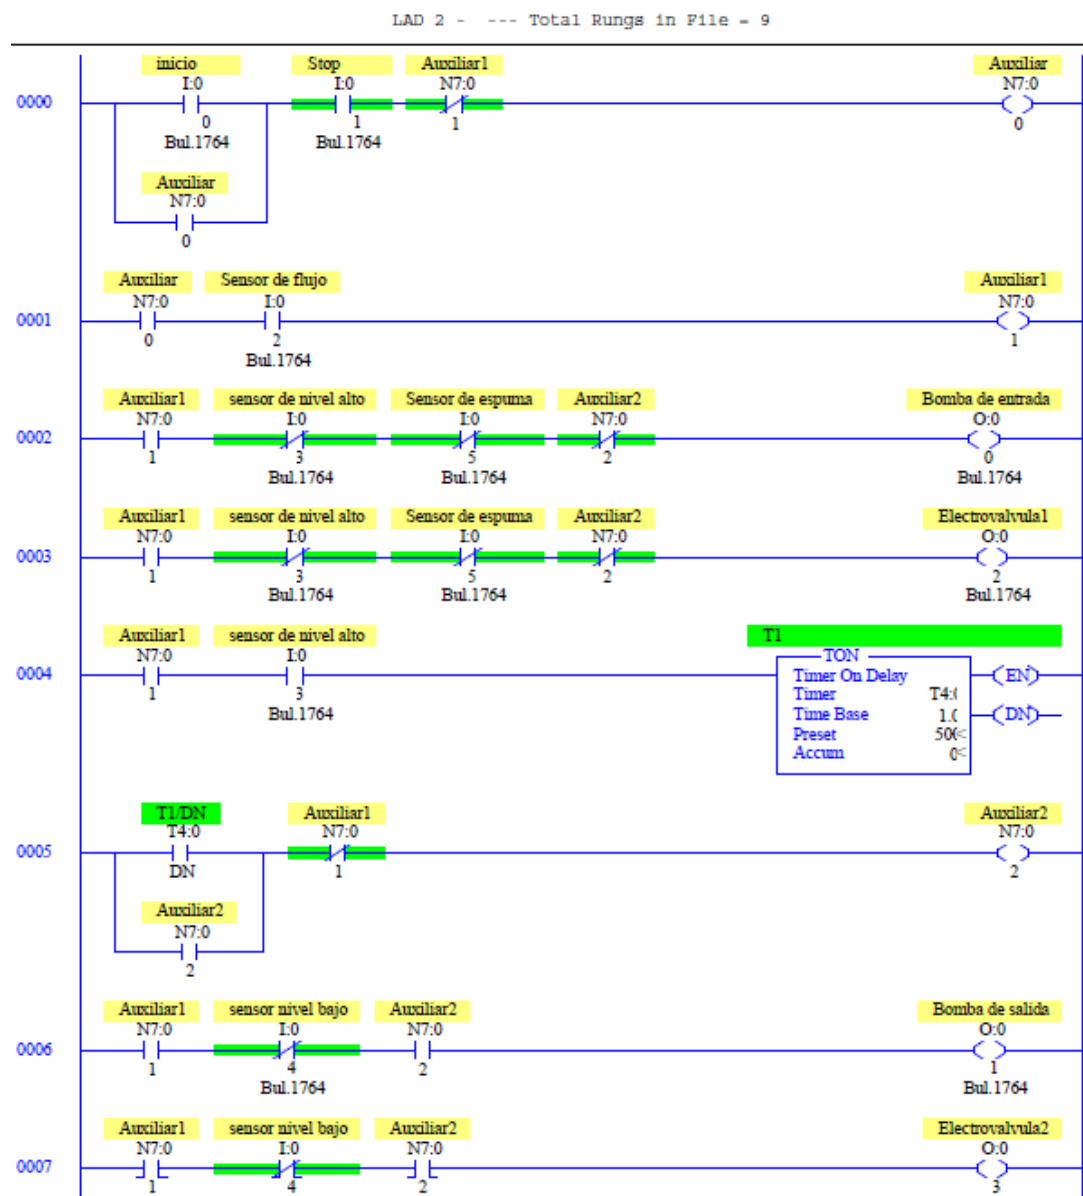 LAD 2 -  --- Total Rungs in File = 9
inicio Stop Auxiliar1 Auxiliar
I:0 I:0 N7:0 N7:0
0000
0 1 1 0
Bul.1764 Bul.1764
Auxiliar
N7:0
0
Auxiliar Sensor de flujo Auxiliar1
N7:0 I:0 N7:0
0001
0 2 1
Bul.1764
Auxiliar1 sensor de nivel alto Sensor de espuma Auxiliar2 Bomba de entrada
N7:0 I:0 I:0 N7:0 O:0
0002
1 3 5 2 0
Bul.1764 Bul.1764 Bul.1764
Auxiliar1 sensor de nivel alto Sensor de espuma Auxiliar2 Electrovalvula1
N7:0 I:0 I:0 N7:0 O:0
0003
1 3 5 2 2
Bul.1764 Bul.1764 Bul.1764
Auxiliar1 sensor de nivel alto T1
N7:0 I:0 TON
0004 Timer On Delay EN
1 3 Timer T4:
Bul.1764 Time Base 1. DN
Preset 50 <
Accum 0<
T1/DN Auxiliar1 Auxiliar2
T4:0 N7:0 N7:0
0005
DN 1 2
Auxiliar2
N7:0
2
Auxiliar1 sensor nivel bajo Auxiliar2 Bomba de salida
N7:0 I:0 N7:0 O:0
0006
1 4 2 1
Bul.1764 Bul.1764
Auxiliar1 sensor nivel bajo Auxiliar2 Electrovalvula2
N7:0 I:0 N7:0 O:0
0007
1 4 2 3